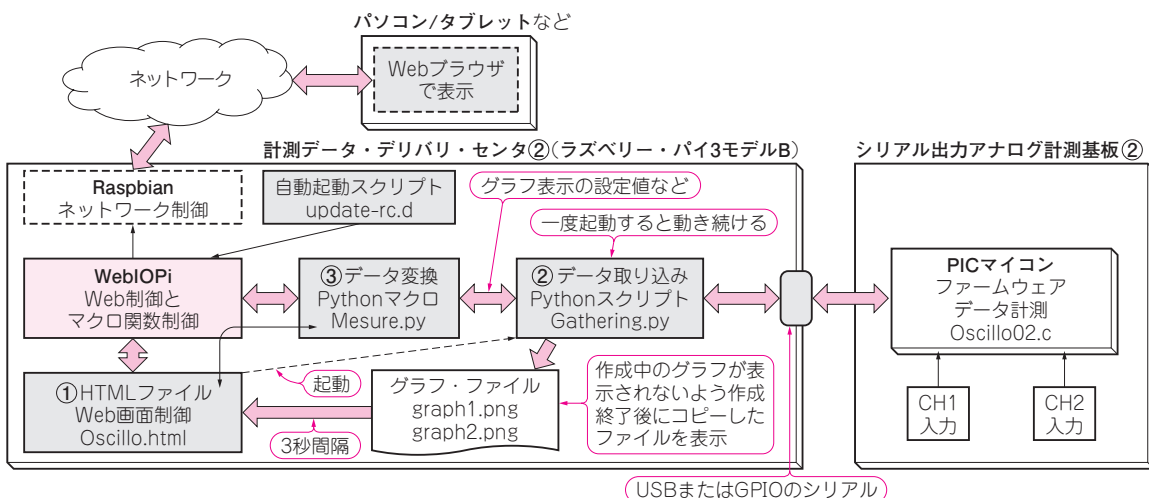 パソコン/タブレットなど
ネットワーク
Webブラウザ
で表示
計測データ・デリバリ・センタ②(ラズベリー・パイ3モデルB)
シリアル出力アナログ計測基板②
Raspbian
ネットワーク制御
自動起動スクリプト
update-rc.d
グラフ表示の設定値など
一度起動すると動き続ける
WebIOPi
Web制御と
マクロ関数制御
③データ変換
Pythonマクロ
Mesure.py
②データ取り込み
Pythonスクリプト
Gathering.py
PICマイコン
ファームウェア
データ計測
Oscillo02.c
起動
①HTMLファイル
Web画面制御
Oscillo.html
3秒間隔
グラフ・ファイル
graph1.png
graph2.png
作成中のグラフが表
示されないよう作成
終了後にコピーした
ファイルを表示
CH1
入力
CH2
入力
USBまたはGPIOのシリアル